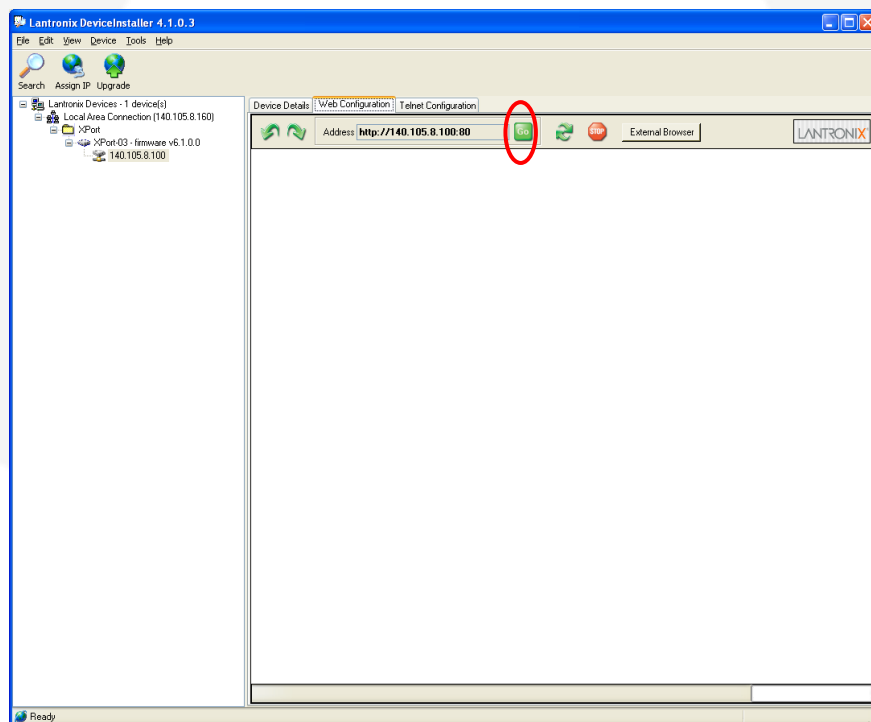 Lantronix DeviceInstaller 4.1.0.3
File Edit View Device Tools Help
Search Assign IP Upgrade
Lantronix Devices - 1 device(s)
Local Area Connection (140.105.8.160)
XPort
XPort-03 - firmware v6.1.0.0
140.105.8.100
Device Details Web Configuration Telnet Configuration
Address http://140.105.8.100:80 Go STOP External Browser LANTRONIX
Ready